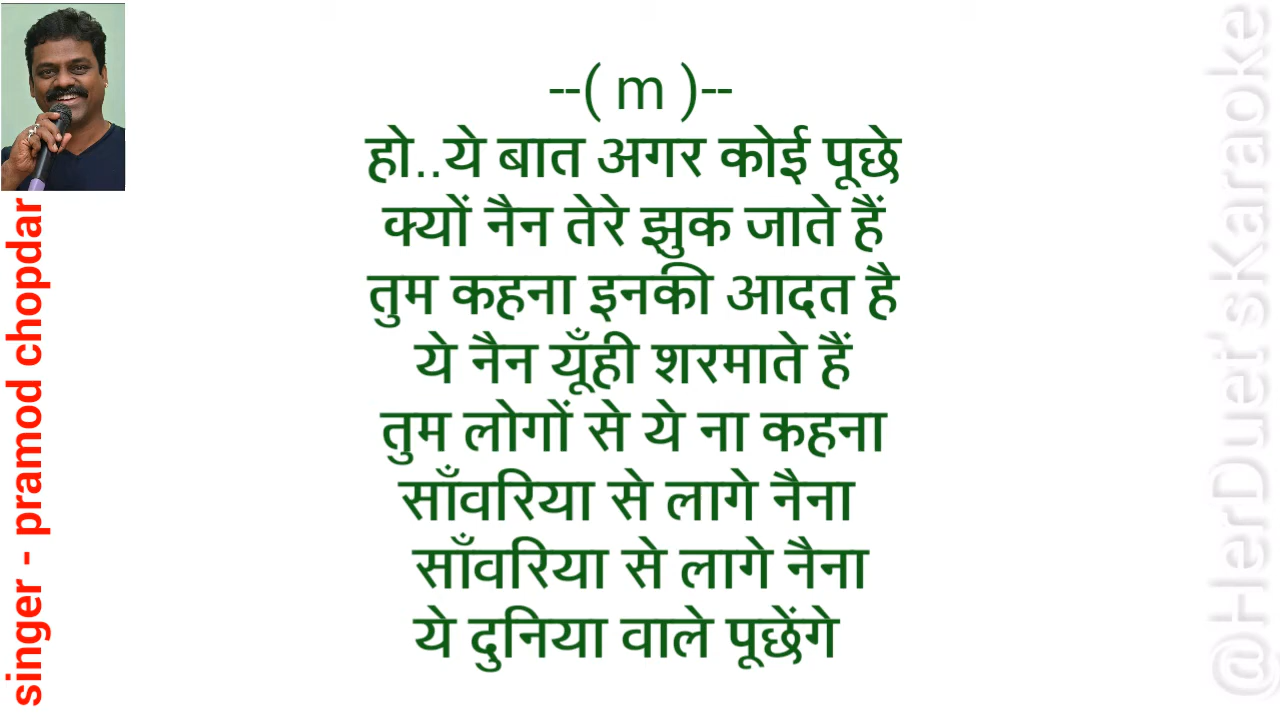 --( m )--
हो..ये बात अगर कोई पूछे
क्यों नैन तेरे झुक जाते हैं
तुम कहना इनकी आदत है
ये नैन यूँही शरमाते हैं
तुम लोगों से ये ना कहना
साँवरिया से लागे नैना
साँवरिया से लागे नैना
ये दुनिया वाले पूछेंगे
singer - pramod chopdar
@HerDuet'sKaraoke